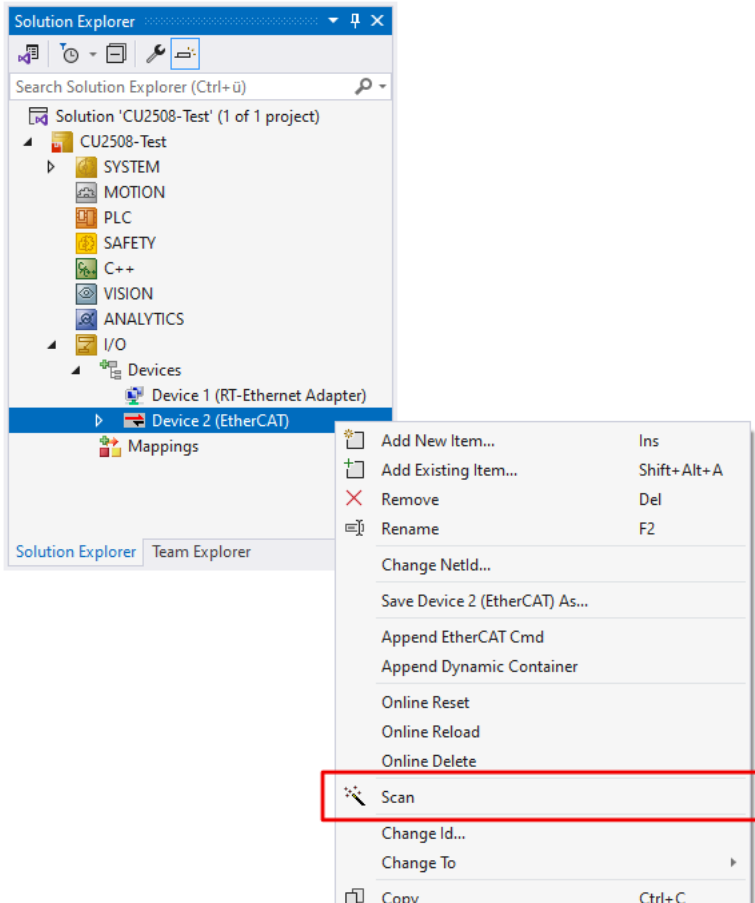 Solution Explorer
Search Solution Explorer (Ctrl+ü)
Solution 'CU2508-Test' (1 of 1 project)
CU2508-Test
SYSTEM
MOTION
PLC
SAFETY
C++
VISION
ANALYTICS
I/O
Devices
Device 1 (RT-Ethernet Adapter)
Device 2 (EtherCAT)
Mappings
Solution Explorer Team Explorer
Add New Item... Ins
Add Existing Item... Shift+Alt+A
Remove Del
Rename F2
Change NetId...
Save Device 2 (EtherCAT) As...
Append EtherCAT Cmd
Append Dynamic Container
Online Reset
Online Reload
Online Delete
Scan
Change Id...
Change To
Copy Ctrl+C